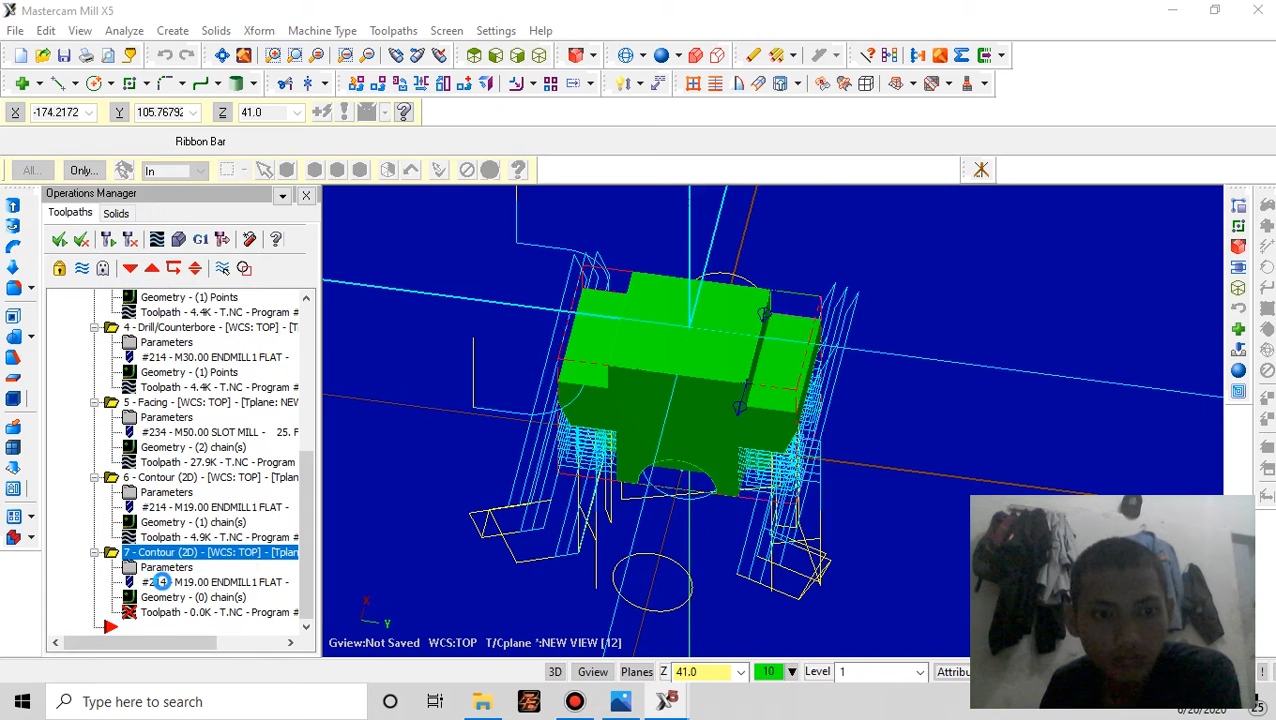 Mastercam Mill X5
File Edit View Analyze Create Solids Xform Machine Type Toolpaths Screen Settings Help
X -174.2172 Y 105.76792 Z 41.0
Ribbon Bar
All... Only... In
Operations Manager
Toolpaths Solids
G1
Geometry - (1) Points
Toolpath - 4.4K - T.NC - Program #
4 - Drill/Counterbore - [WCS: TOP] - [T
Parameters
#214 - M30.00 ENDMILL1 FLAT -
Geometry - (1) Points
Toolpath - 4.4K - T.NC - Program #
5 - Facing - [WCS: TOP] - [Tplane: NEW
Parameters
#234 - M50.00 SLOT MILL - 25. F
Geometry - (2) chain(s)
Toolpath - 27.9K - T.NC - Program
6 - Contour (2D) - [WCS: TOP] - [Tplan
Parameters
#214 - M19.00 ENDMILL1 FLAT -
Geometry - (1) chain(s)
Toolpath - 4.9K - T.NC - Program #
7 - Contour (2D) - [WCS: TOP] - [Tplan
Parameters
#214 - M19.00 ENDMILL1 FLAT -
Geometry - (0) chain(s)
Toolpath - 0.0K - T.NC - Program #
X
Y
Gview:Not Saved WCS:TOP T/Cplane *:NEW VIEW [12]
3D Gview Planes Z 41.0 10 Level 1 Attribu
Type here to search
6/20/2020
25